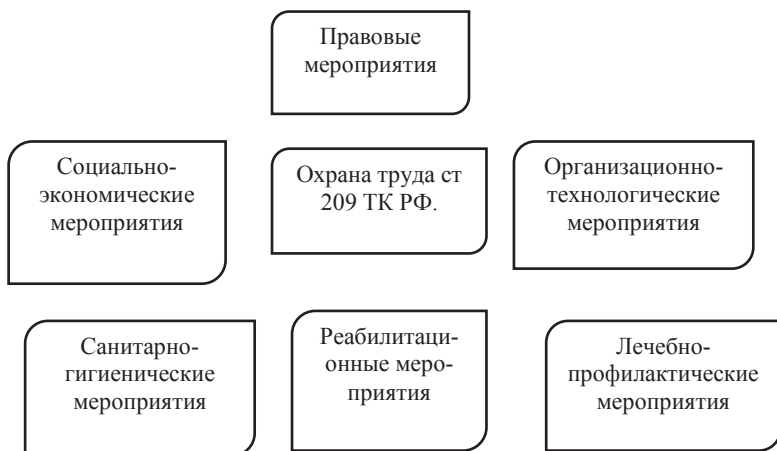 Правовые
мероприятия
Социально-
экономические
мероприятия
Охрана труда ст
209 ТК РФ.
Организационно-
технологические
мероприятия
Санитарно-
гигиенические
мероприятия
Реабилитаци-
онные меро-
приятия
Лечебно-
профилактические
мероприятия